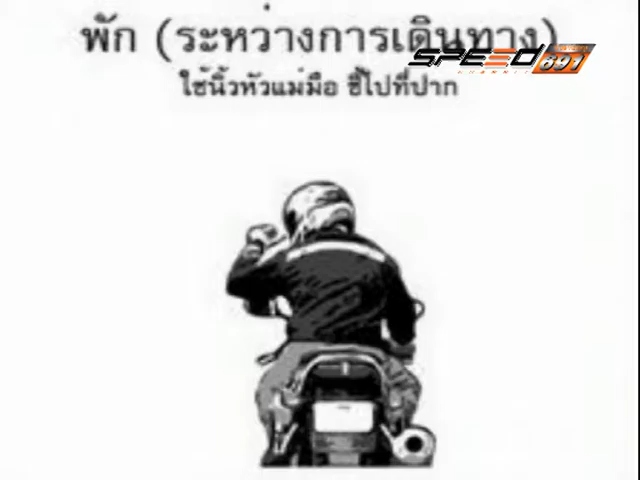 พัก (ระหว่างการเดินทาง)
SPEED
CHANNEL
691
ใช้นิ้วหัวแม่มือ ชี้ไปที่ปาก